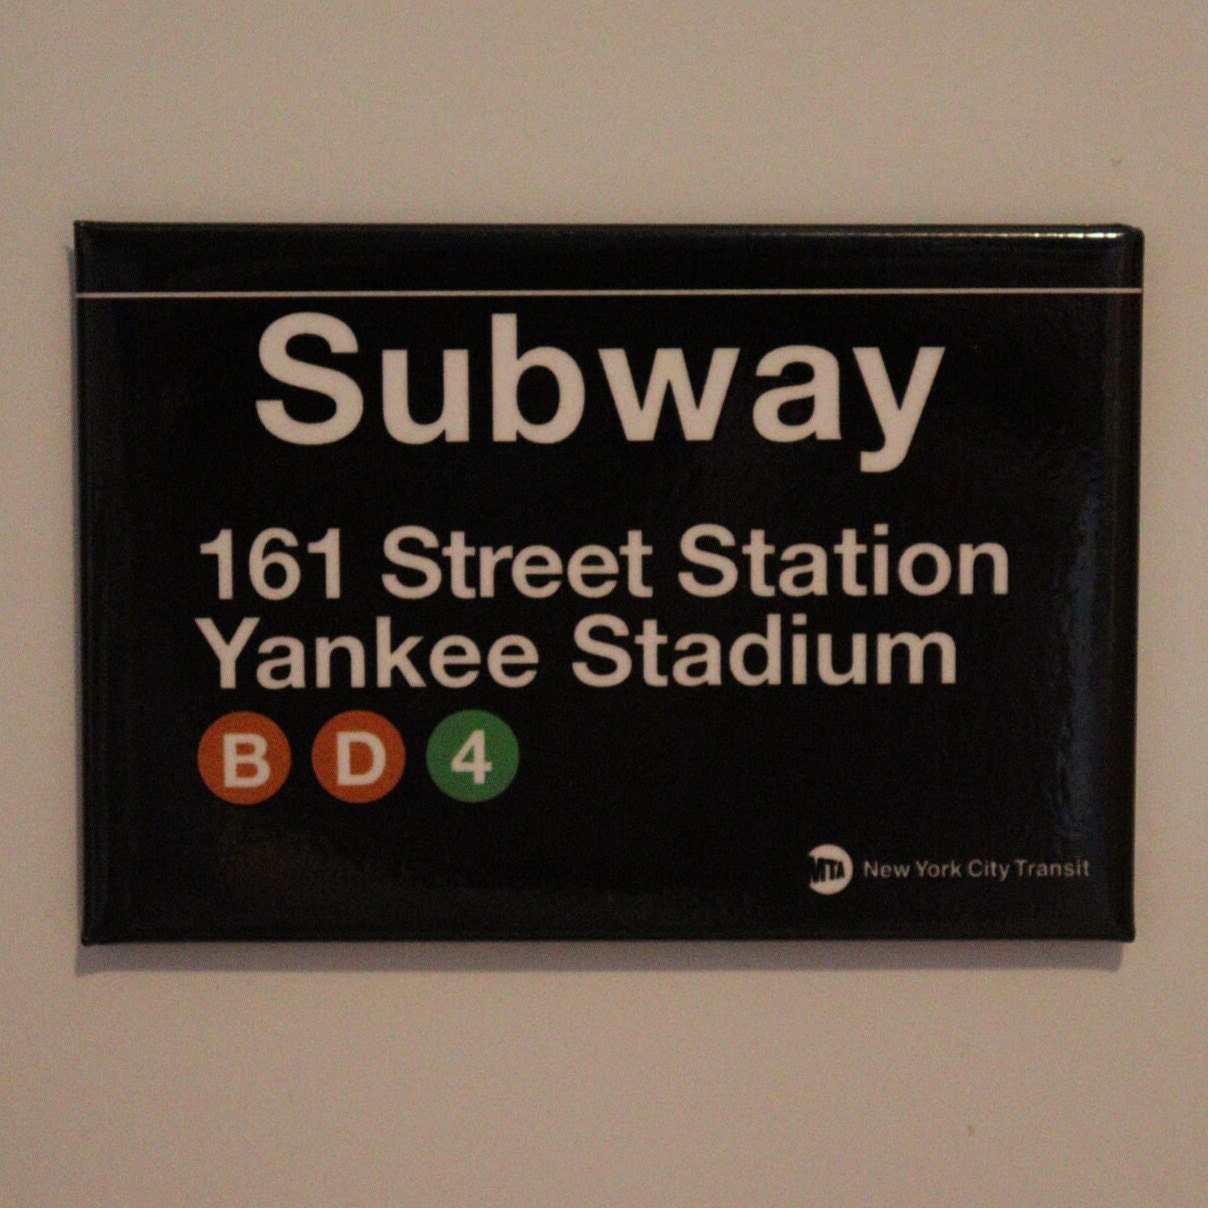 Subway
161 Street Station
Yankee Stadium
B D 4
MTA New York City Transit